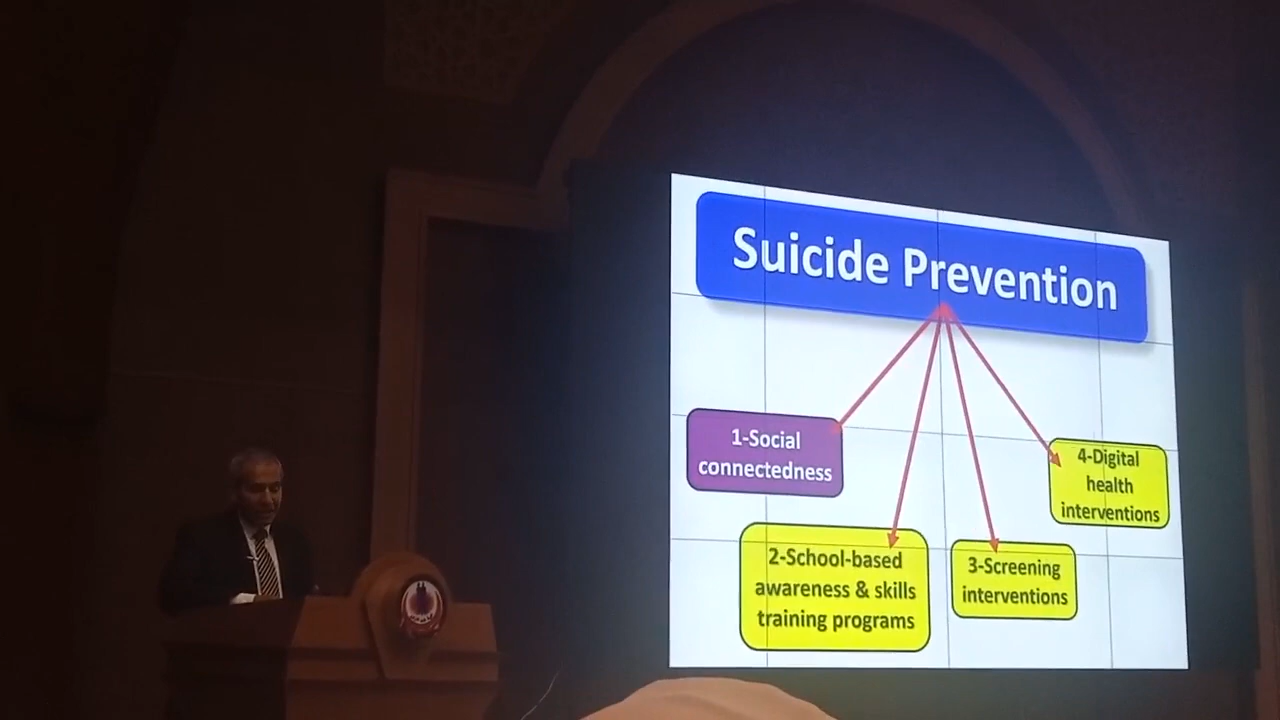 Suicide Prevention
1-Social
connectedness
2-School-based
awareness & skills
training programs
3-Screening
interventions
4-Digital
health
interventions